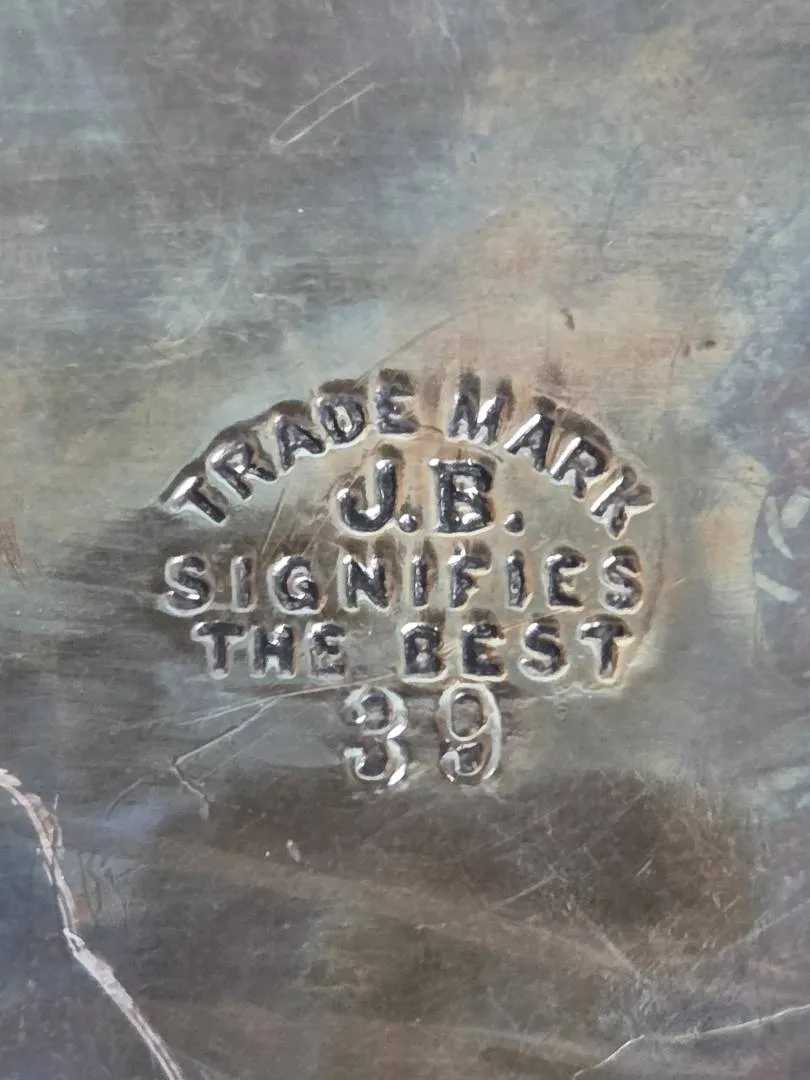 TRADE MARK
J.B.
SIGNIFIES
THE BEST
39